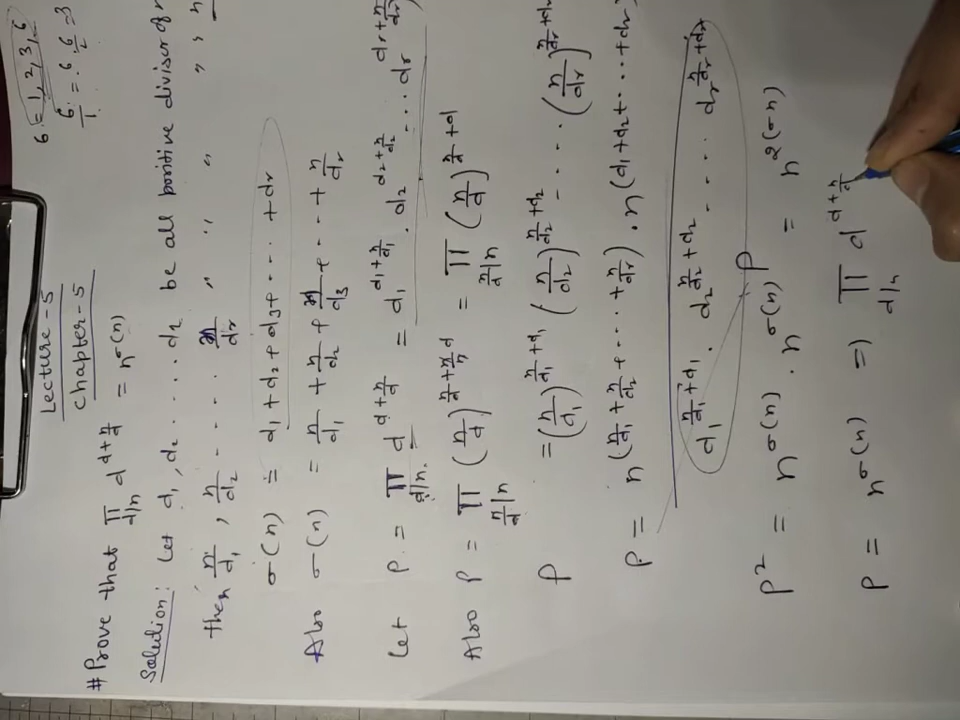 6 = 1, 2, 3, 6
6/1 = 6 6/2 = 3
Lecture-5
Chapter-5
# Prove that ∏_{d|n} d^{d+n/d} = n^{σ(n)}
Solution: Let d₁, d₂ . . . . d₂ be all positive divisor of n
then n/d₁, n/d₂ - - - . n/dr " " " " " n
σ(n) = d₁ + d₂ + d₃ + . . . . + dr
Also σ(n) = n/d₁ + n/d₂ + n/d₃ + - . . + n/dr
Let P = ∏_{d|n} d^{d+n/d} = d₁^{d₁+n/d₁} . d₂^{d₂+n/d₂} . . . . dr^{dr+n/dr}
Also P = ∏_{n/d|n} (n/d)^{n/d+n/n d} = ∏_{n/d|n} (n/d)^{n/d+d}
P = (n/d₁)^{n/d₁+d₁} (n/d₂)^{n/d₂+d₂} - - - . (n/dr)^{n/dr+dr}
P = n(n/d₁+n/d₂+ - . . . +n/dr) . n(d₁+d₂+ . . . +dr)
d₁^{n/d₁+d₁} . d₂^{n/d₂+d₂} - . . . . dr^{n/dr+dr}
P
P² = n^{σ(n)} . n^{σ(n)} = n^{2(σn)}
P = n^{σ(n)} =) ∏_{d|n} d^{d+n/d}